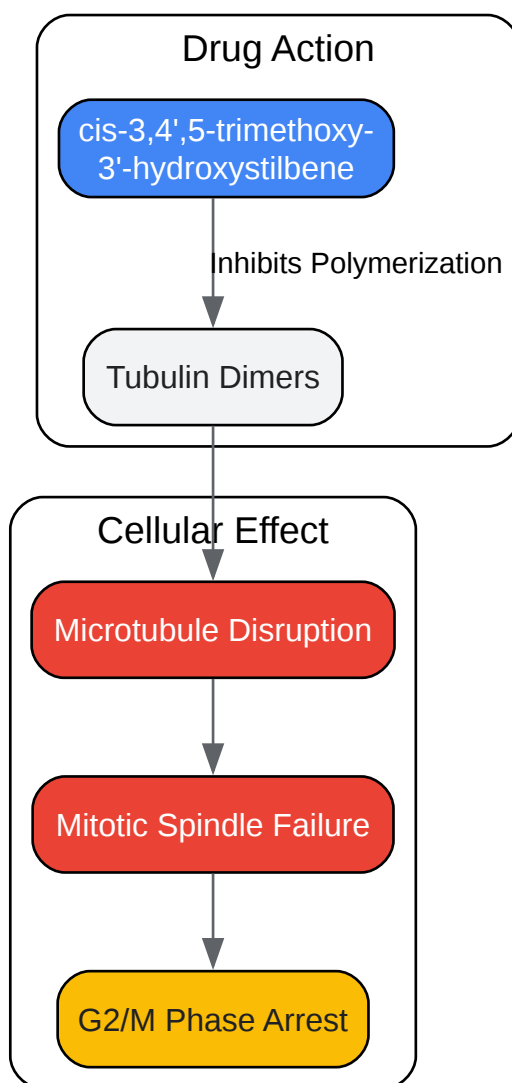 Drug Action
cis-3,4',5-trimethoxy-
3'-hydroxystilbene
Inhibits Polymerization
Tubulin Dimers
Cellular Effect
Microtubule Disruption
Mitotic Spindle Failure
G2/M Phase Arrest